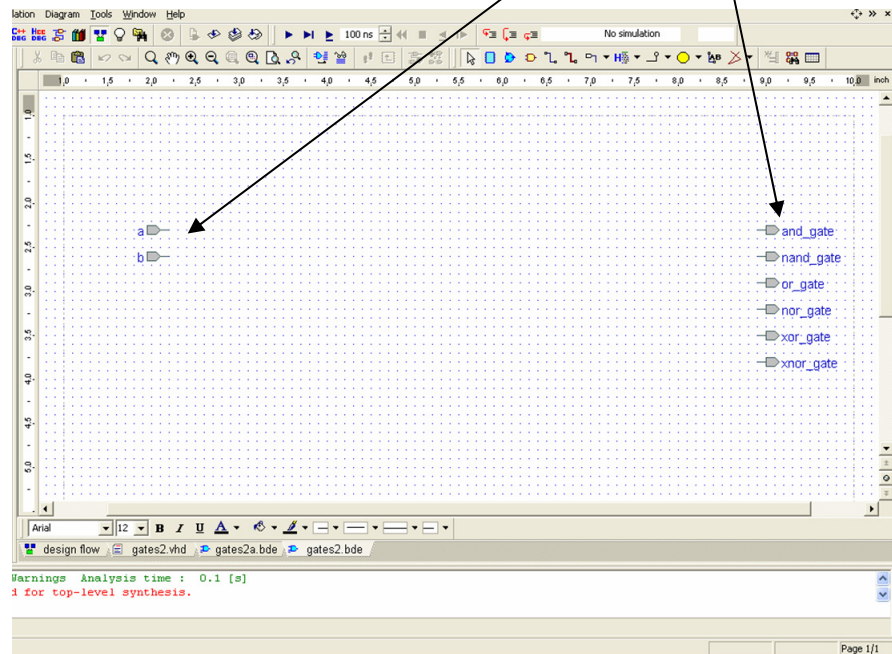 lation Diagram Tools Window Help
C++ DBG HEX DBG 100 ns No simulation
AB
1,0 1,5 2,0 2,5 3,0 3,5 4,0 4,5 5,0 5,5 6,0 6,5 7,0 7,5 8,0 8,5 9,0 9,5 10,0 inch
1,0
1,5
2,0
a and_gate
2,5
b nand_gate
3,0
or_gate
nor_gate
3,5
xor_gate
xnor_gate
4,0
4,5
5,0
Arial 12 B I U A
design flow gates2.vhd gates2a.bde gates2.bde
Warnings Analysis time : 0.1 [s]
d for top-level synthesis.
Page 1/1